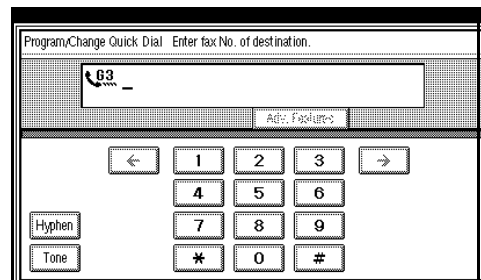 Program/Change Quick Dial Enter fax No. of destination.
G3 _
Adv. Features
← 1 2 3 →
4 5 6
Hyphen 7 8 9
Tone * 0 #